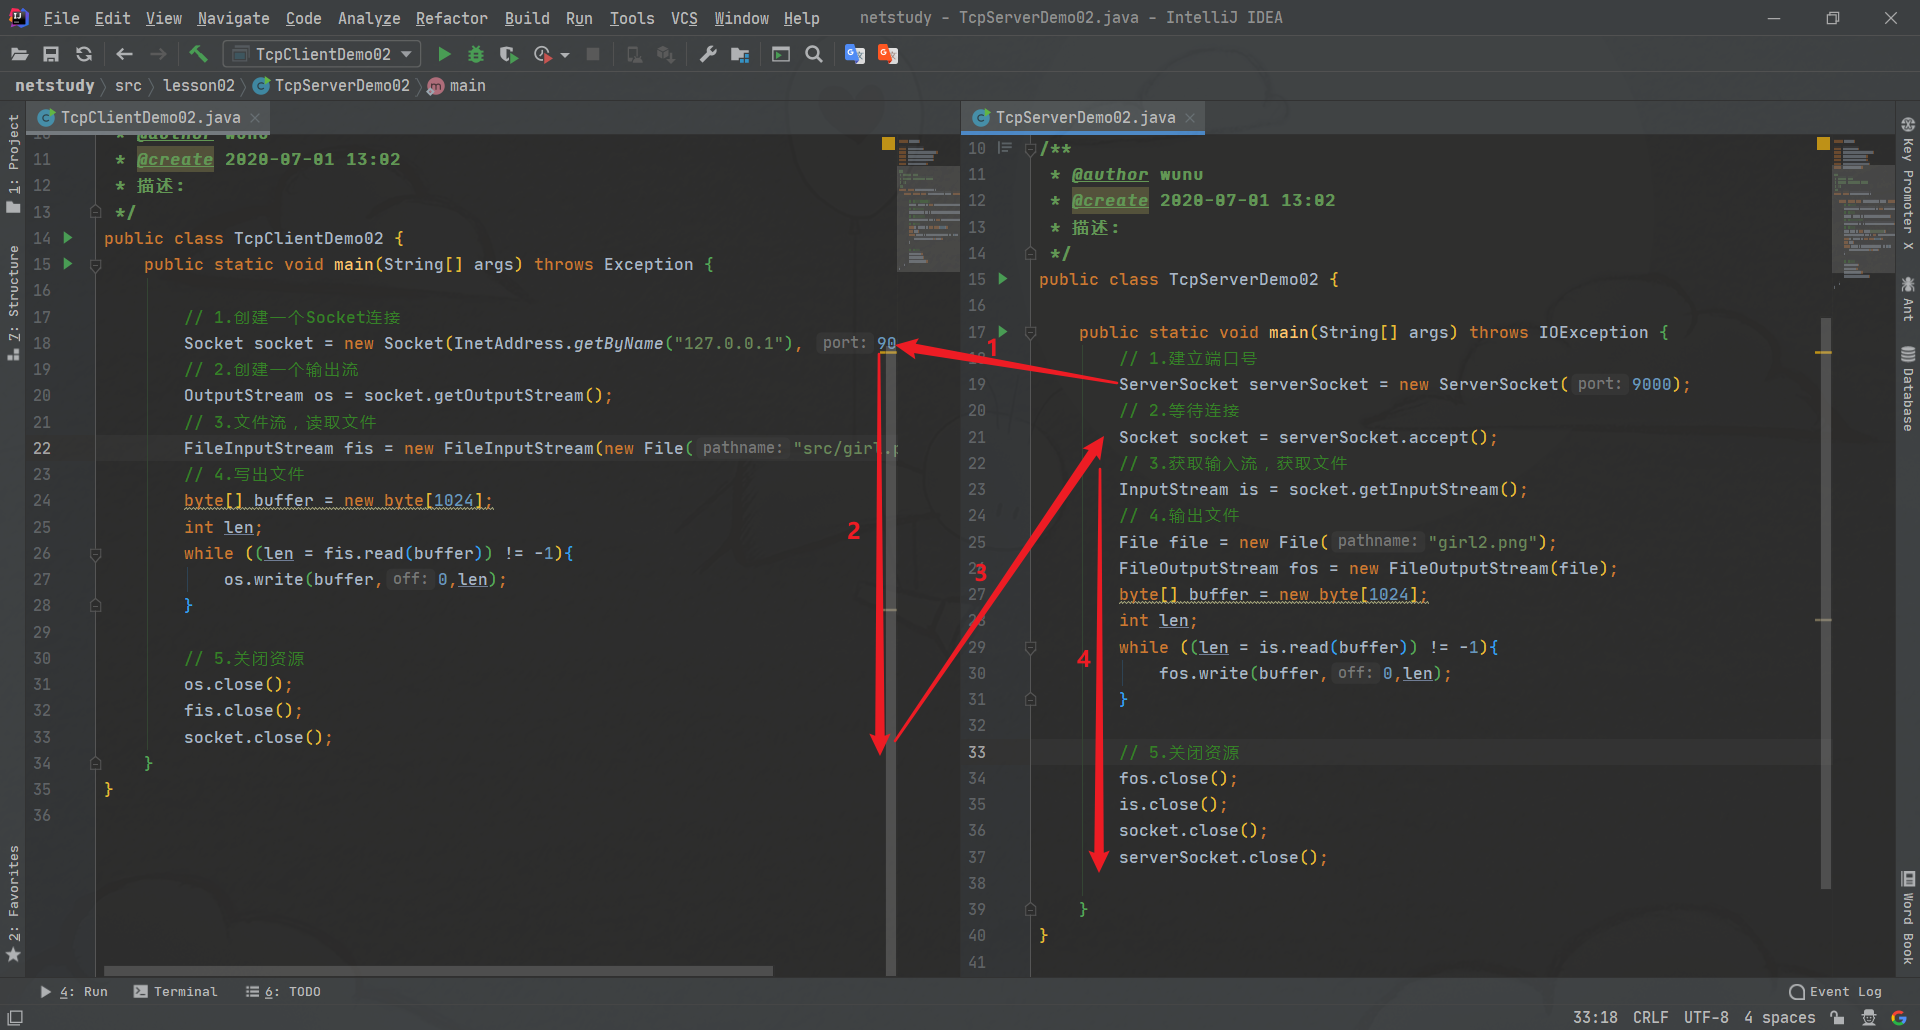 File Edit View Navigate Code Analyze Refactor Build Run Tools VCS Window Help netstudy - TcpServerDemo02.java - IntelliJ IDEA
TcpClientDemo02
netstudy src lesson02 TcpServerDemo02 main
1: Project
7: Structure
2: Favorites
TcpClientDemo02.java
11 * @create 2020-07-01 13:02
12 * 描述:
13 */
14 public class TcpClientDemo02 {
15 public static void main(String[] args) throws Exception {
16
17 // 1.创建一个Socket连接
18 Socket socket = new Socket(InetAddress.getByName("127.0.0.1"), port: 90
19 // 2.创建一个输出流
20 OutputStream os = socket.getOutputStream();
21 // 3.文件流，读取文件
22 FileInputStream fis = new FileInputStream(new File( pathname: "src/girl.p
23 // 4.写出文件
24 byte[] buffer = new byte[1024];
25 int len;
26 while ((len = fis.read(buffer)) != -1){
27 os.write(buffer, off: 0,len);
28 }
29
30 // 5.关闭资源
31 os.close();
32 fis.close();
33 socket.close();
34 }
35 }
36
1
2
3
4
TcpServerDemo02.java
10 /**
11 * @author wunu
12 * @create 2020-07-01 13:02
13 * 描述:
14 */
15 public class TcpServerDemo02 {
16
17 public static void main(String[] args) throws IOException {
18 // 1.建立端口号
19 ServerSocket serverSocket = new ServerSocket( port: 9000);
20 // 2.等待连接
21 Socket socket = serverSocket.accept();
22 // 3.获取输入流，获取文件
23 InputStream is = socket.getInputStream();
24 // 4.输出文件
25 File file = new File( pathname: "girl2.png");
26 FileOutputStream fos = new FileOutputStream(file);
27 byte[] buffer = new byte[1024];
28 int len;
29 while ((len = is.read(buffer)) != -1){
30 fos.write(buffer, off: 0,len);
31 }
32
33 // 5.关闭资源
34 fos.close();
35 is.close();
36 socket.close();
37 serverSocket.close();
38
39 }
40 }
41
Key Promoter X
Ant
Database
Word Book
4: Run Terminal 6: TODO Event Log
33:18 CRLF UTF-8 4 spaces